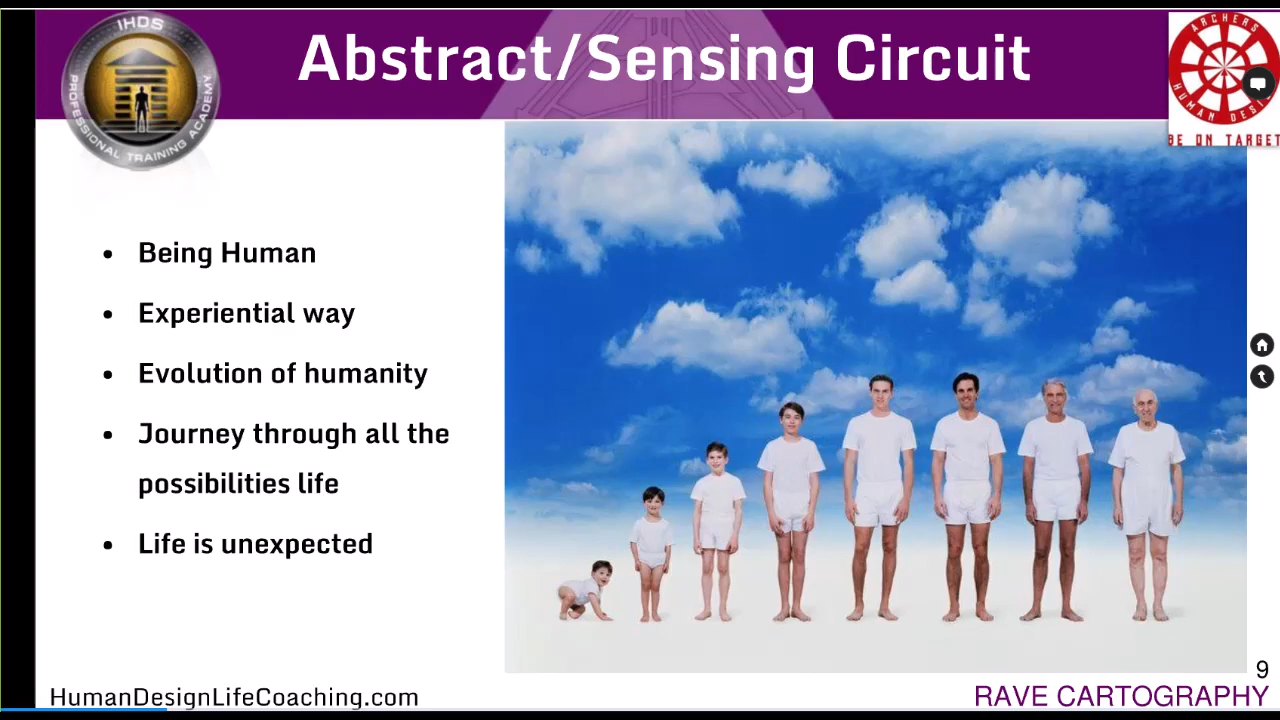 IHDS
PROFESSIONAL TRAINING ACADEMY
Abstract/Sensing Circuit
ARCHERS
HUMAN
BE ON TARGET
• Being Human
• Experiential way
• Evolution of humanity
• Journey through all the
possibilities life
• Life is unexpected
9
HumanDesignLifeCoaching.com
RAVE CARTOGRAPHY